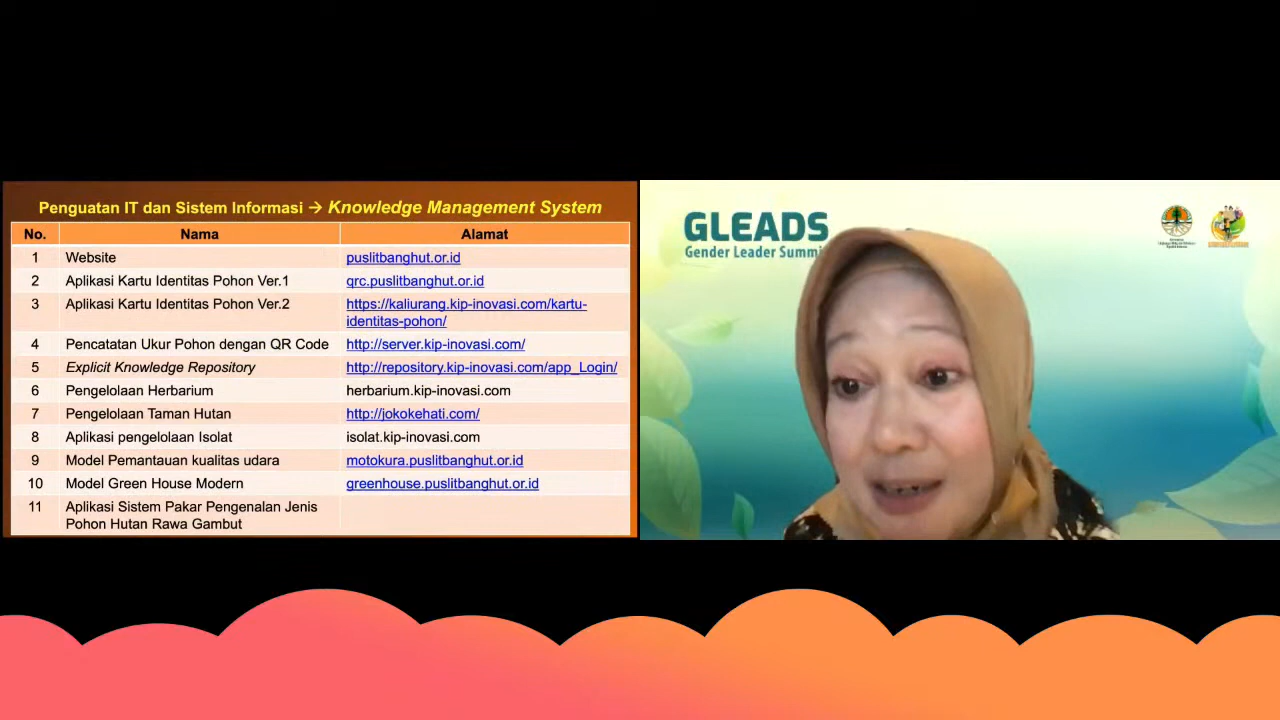 Penguatan IT dan Sistem Informasi → Knowledge Management System
No. Nama Alamat
1 Website puslitbanghut.or.id
2 Aplikasi Kartu Identitas Pohon Ver.1 qrc.puslitbanghut.or.id
3 Aplikasi Kartu Identitas Pohon Ver.2 https://kaliurang.kip-inovasi.com/kartu-
identitas-pohon/
4 Pencatatan Ukur Pohon dengan QR Code http://server.kip-inovasi.com/
5 Explicit Knowledge Repository http://repository.kip-inovasi.com/app_Login/
6 Pengelolaan Herbarium herbarium.kip-inovasi.com
7 Pengelolaan Taman Hutan http://jokokehati.com/
8 Aplikasi pengelolaan Isolat isolat.kip-inovasi.com
9 Model Pemantauan kualitas udara motokura.puslitbanghut.or.id
10 Model Green House Modern greenhouse.puslitbanghut.or.id
11 Aplikasi Sistem Pakar Pengenalan Jenis
Pohon Hutan Rawa Gambut
GLEADS
Gender Leader Summi